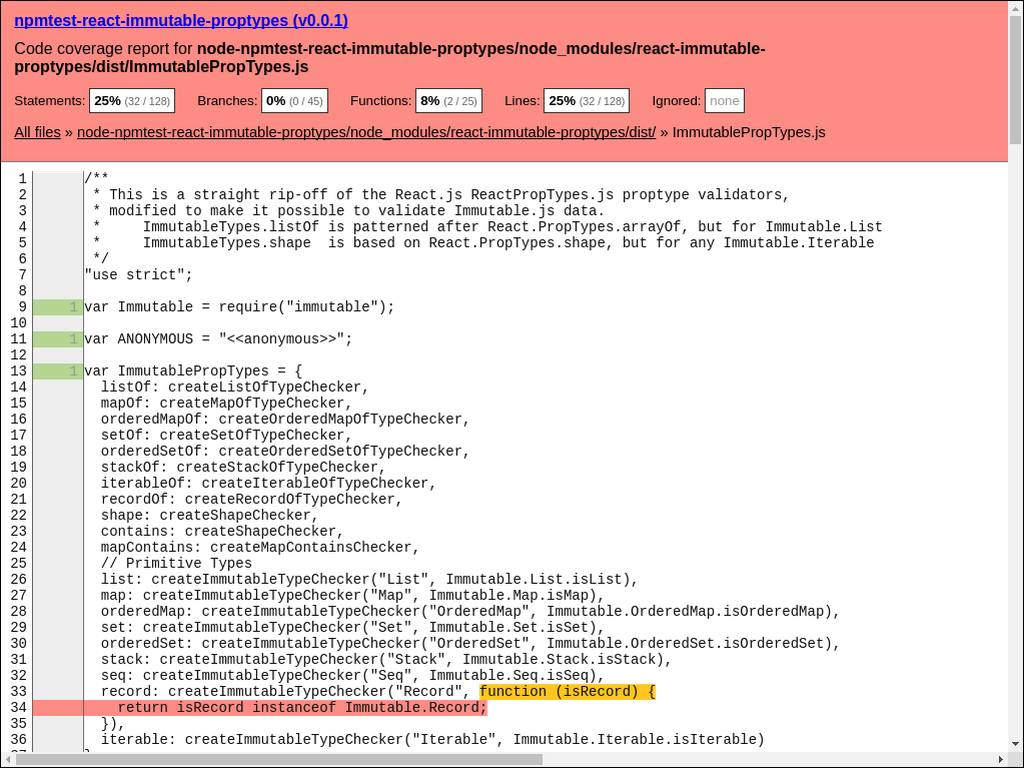 npmtest-react-immutable-proptypes (v0.0.1)
Code coverage report for node-npmtest-react-immutable-proptypes/node_modules/react-immutable-
proptypes/dist/ImmutablePropTypes.js
Statements: 25% (32 / 128) Branches: 0% (0 / 45) Functions: 8% (2 / 25) Lines: 25% (32 / 128) Ignored: none
All files » node-npmtest-react-immutable-proptypes/node_modules/react-immutable-proptypes/dist/ » ImmutablePropTypes.js
1 /**
2 * This is a straight rip-off of the React.js ReactPropTypes.js proptype validators,
3 * modified to make it possible to validate Immutable.js data.
4 *     ImmutableTypes.listOf is patterned after React.PropTypes.arrayOf, but for Immutable.List
5 *     ImmutableTypes.shape  is based on React.PropTypes.shape, but for any Immutable.Iterable
6 */
7 "use strict";
8
9 1 var Immutable = require("immutable");
10
11 1 var ANONYMOUS = "<<anonymous>>";
12
13 1 var ImmutablePropTypes = {
14   listOf: createListOfTypeChecker,
15   mapOf: createMapOfTypeChecker,
16   orderedMapOf: createOrderedMapOfTypeChecker,
17   setOf: createSetOfTypeChecker,
18   orderedSetOf: createOrderedSetOfTypeChecker,
19   stackOf: createStackOfTypeChecker,
20   iterableOf: createIterableOfTypeChecker,
21   recordOf: createRecordOfTypeChecker,
22   shape: createShapeChecker,
23   contains: createShapeChecker,
24   mapContains: createMapContainsChecker,
25   // Primitive Types
26   list: createImmutableTypeChecker("List", Immutable.List.isList),
27   map: createImmutableTypeChecker("Map", Immutable.Map.isMap),
28   orderedMap: createImmutableTypeChecker("OrderedMap", Immutable.OrderedMap.isOrderedMap),
29   set: createImmutableTypeChecker("Set", Immutable.Set.isSet),
30   orderedSet: createImmutableTypeChecker("OrderedSet", Immutable.OrderedSet.isOrderedSet),
31   stack: createImmutableTypeChecker("Stack", Immutable.Stack.isStack),
32   seq: createImmutableTypeChecker("Seq", Immutable.Seq.isSeq),
33   record: createImmutableTypeChecker("Record", function (isRecord) {
34     return isRecord instanceof Immutable.Record;
35   }),
36   iterable: createImmutableTypeChecker("Iterable", Immutable.Iterable.isIterable)